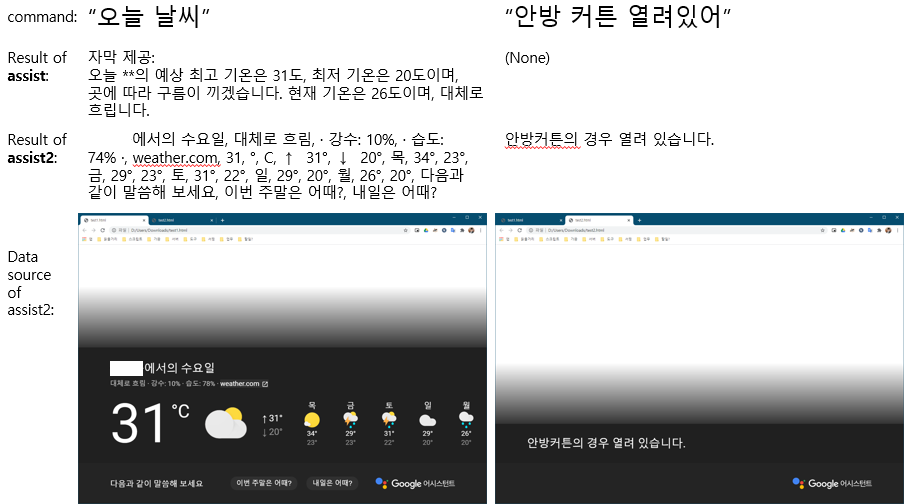 command: “오늘 날씨” “안방 커튼 열려있어”
Result of assist:
자막 제공:
오늘 **의 예상 최고 기온은 31도, 최저 기온은 20도이며,
곳에 따라 구름이 끼겠습니다. 현재 기온은 26도이며, 대체로
흐립니다.
(None)
Result of assist2:
에서의 수요일, 대체로 흐림, · 강수: 10%, · 습도:
74% ·, weather.com, 31, °, C, ↑ 31°, ↓ 20°, 목, 34°, 23°,
금, 29°, 23°, 토, 31°, 22°, 일, 29°, 20°, 월, 26°, 20°, 다음과
같이 말씀해 보세요, 이번 주말은 어때?, 내일은 어때?
안방커튼의 경우 열려 있습니다.
Data
source
of
assist2:
test1.html test2.html
파일 | D:/Users/Downloads/test1.html
에서의 수요일
대체로 흐림 · 강수: 10% · 습도: 78% · weather.com
31 °C
↑ 31°
↓ 20°
목 금 토 일 월
34° 29° 31° 29° 26°
23° 23° 22° 20° 20°
다음과 같이 말씀해 보세요 이번 주말은 어때? 내일은 어때? Google 어시스턴트
test1.html test2.html
파일 | D:/Users/Downloads/test2.html
안방커튼의 경우 열려 있습니다.
Google 어시스턴트